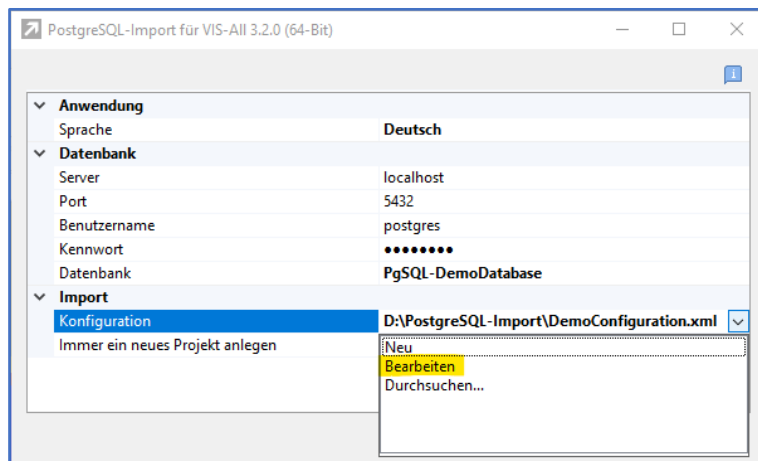 PostgreSQL-Import für VIS-All 3.2.0 (64-Bit)
Anwendung
Sprache Deutsch
Datenbank
Server localhost
Port 5432
Benutzername postgres
Kennwort ●●●●●●●●
Datenbank PgSQL-DemoDatabase
Import
Konfiguration D:\PostgreSQL-Import\DemoConfiguration.xml
Immer ein neues Projekt anlegen
Neu
Bearbeiten
Durchsuchen...